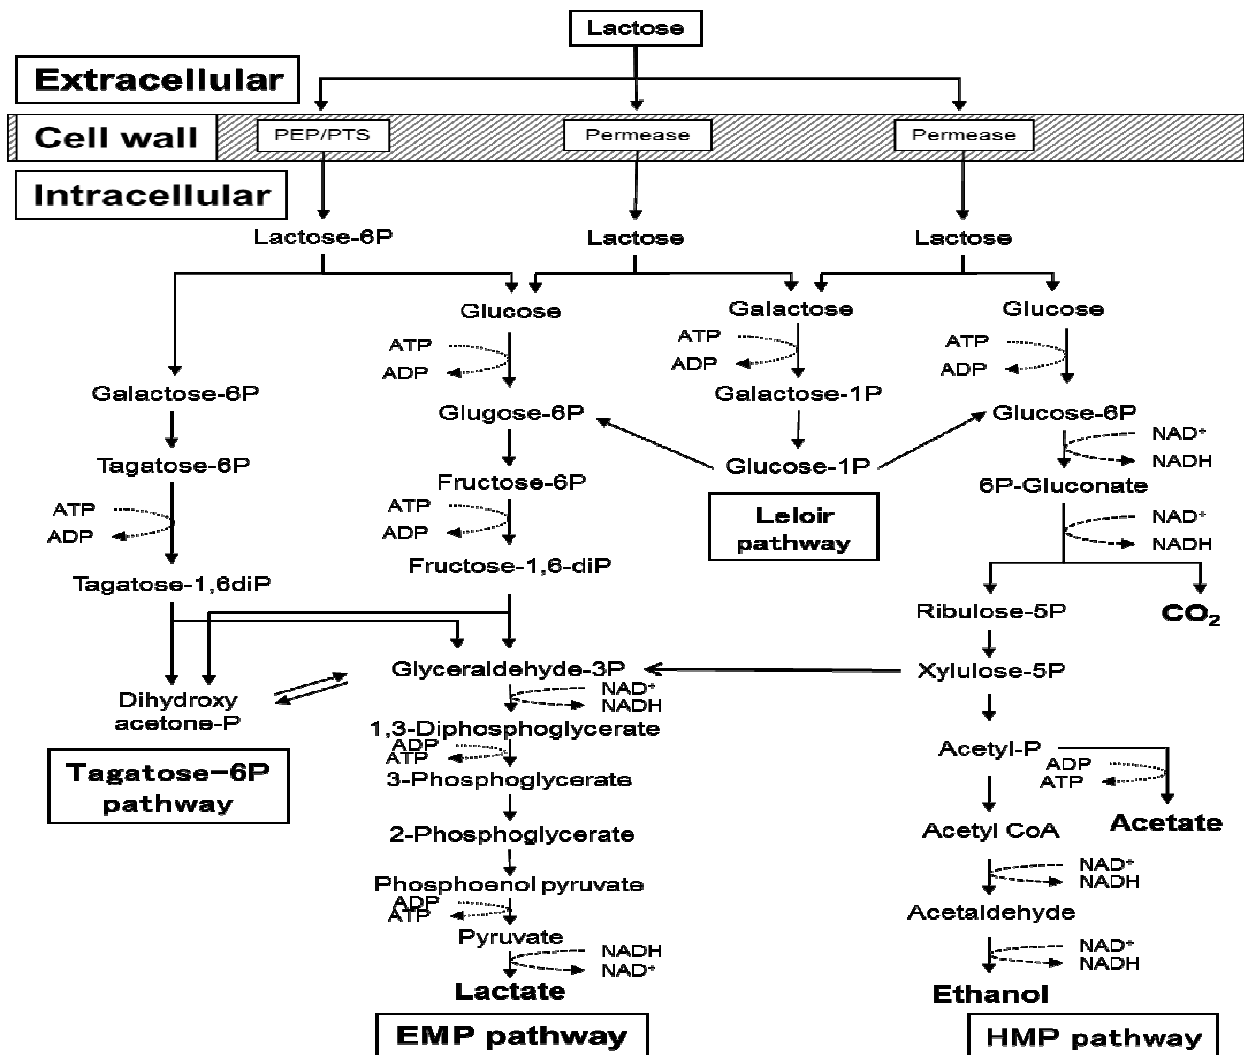 Lactose
Extracellular
Cell wall
PEP/PTS
Permease
Permease
Intracellular
Lactose-6P
Lactose
Lactose
Glucose
Galactose
Glucose
ATP
ADP
ATP
ADP
ATP
ADP
Galactose-6P
Glugose-6P
Galactose-1P
Glucose-6P
NAD+
NADH
Tagatose-6P
Fructose-6P
Glucose-1P
6P-Gluconate
ATP
ADP
ATP
ADP
Leloir
pathway
NAD+
NADH
Tagatose-1,6diP
Fructose-1,6-diP
Ribulose-5P
CO2
Glyceraldehyde-3P
Xylulose-5P
Dihydroxy
acetone-P
NAD+
NADH
1,3-Diphosphoglycerate
ADP
ATP
Acetyl-P
ADP
ATP
Tagatose-6P
pathway
3-Phosphoglycerate
2-Phosphoglycerate
Acetyl CoA
Acetate
Phosphoenol pyruvate
ADP
ATP
NAD+
NADH
Acetaldehyde
Pyruvate
NADH
NAD+
NAD+
NADH
Lactate
Ethanol
EMP pathway
HMP pathway